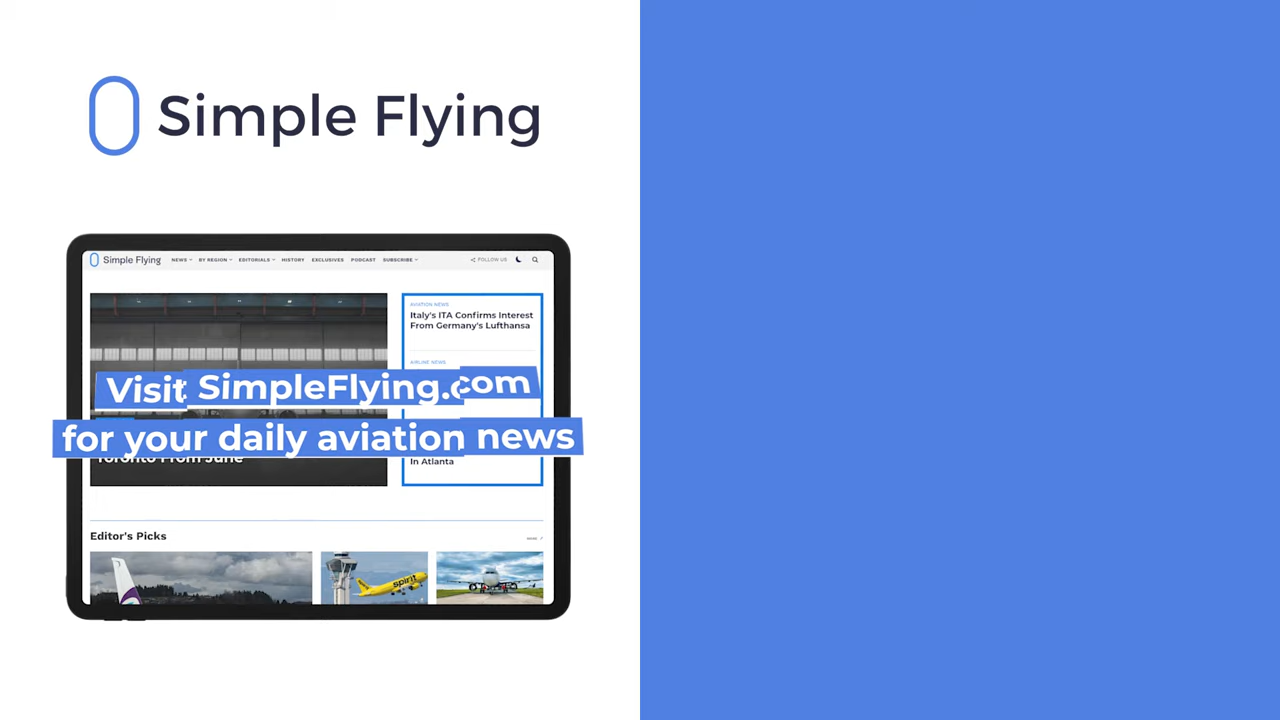 Simple Flying
Simple Flying
NEWS
BY REGION
EDITORIALS
HISTORY
EXCLUSIVES
PODCAST
SUBSCRIBE
FOLLOW US
AVIATION NEWS
Italy's ITA Confirms Interest
From Germany's Lufthansa
AIRLINE NEWS
Visit SimpleFlying.com
for your daily aviation news
Toronto From June
In Atlanta
Editor's Picks
spirit